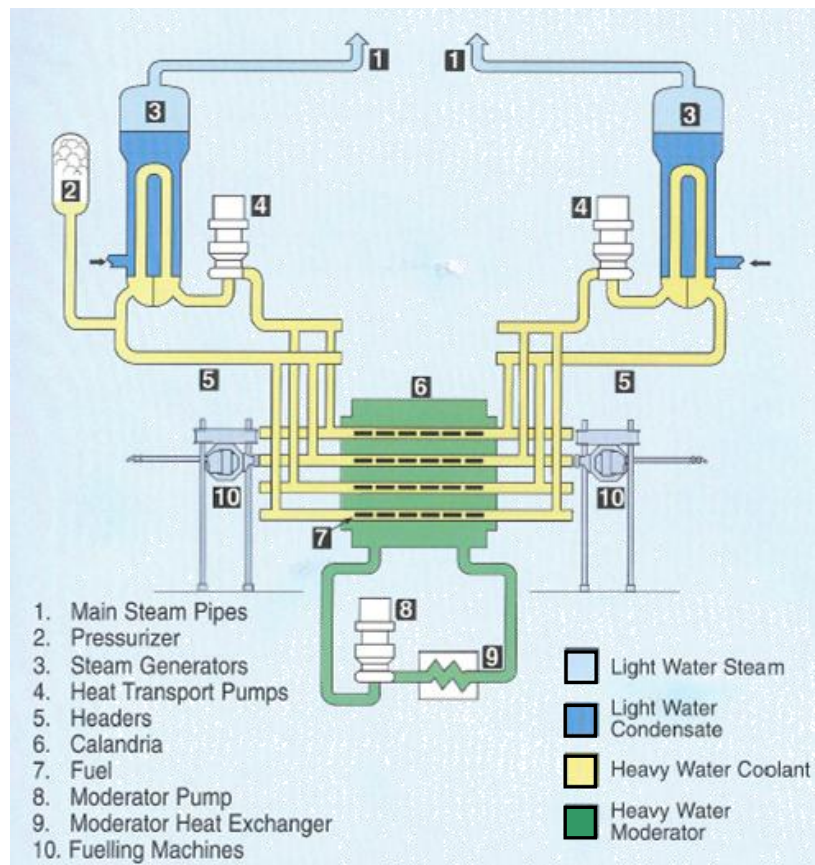 1
1
3
3
2
4
4
5
6
5
10
10
7
8
9
1. Main Steam Pipes
2. Pressurizer
3. Steam Generators
4. Heat Transport Pumps
5. Headers
6. Calandria
7. Fuel
8. Moderator Pump
9. Moderator Heat Exchanger
10. Fuelling Machines
Light Water Steam
Light Water
Condensate
Heavy Water Coolant
Heavy Water
Moderator